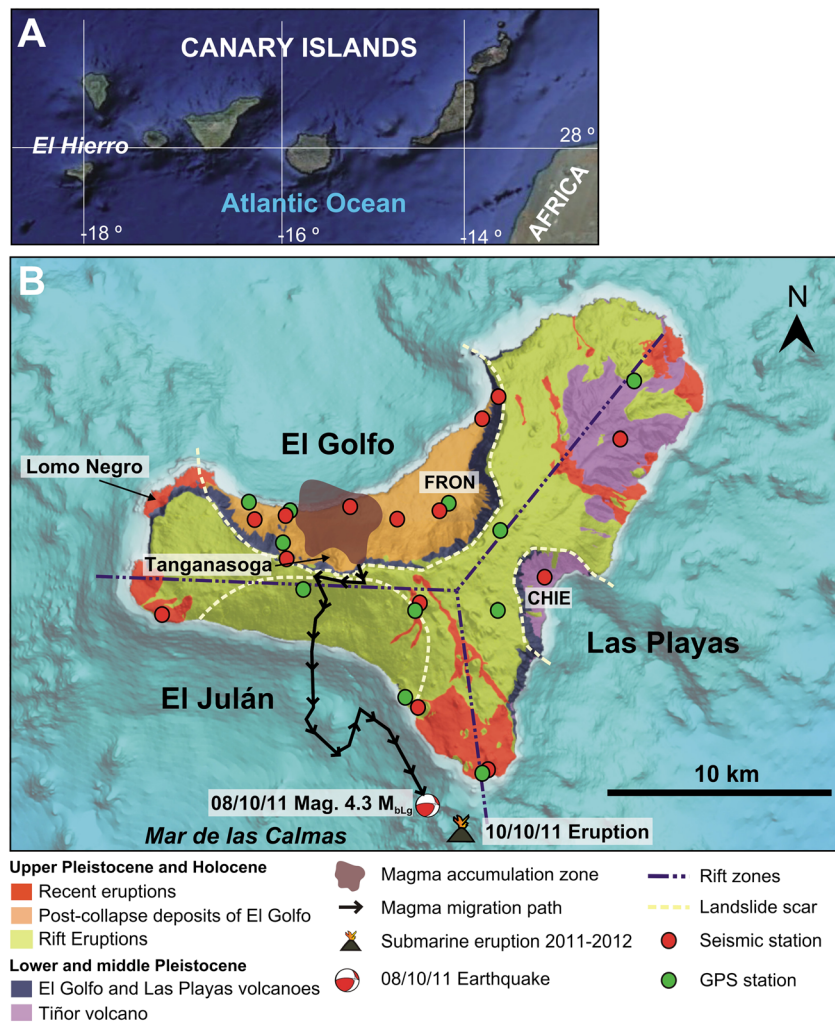 A
CANARY ISLANDS
El Hierro
28 º
Atlantic Ocean
AFRICA
-18 º
-16 º
-14 º
B
N
El Golfo
Lomo Negro
FRON
Tanganasoga
CHIE
Las Playas
El Julán
10 km
08/10/11 Mag. 4.3 MbLg
10/10/11 Eruption
Mar de las Calmas
Upper Pleistocene and Holocene
Recent eruptions
Post-collapse deposits of El Golfo
Rift Eruptions
Lower and middle Pleistocene
El Golfo and Las Playas volcanoes
Tiñor volcano
Magma accumulation zone
Magma migration path
Submarine eruption 2011-2012
08/10/11 Earthquake
Rift zones
Landslide scar
Seismic station
GPS station